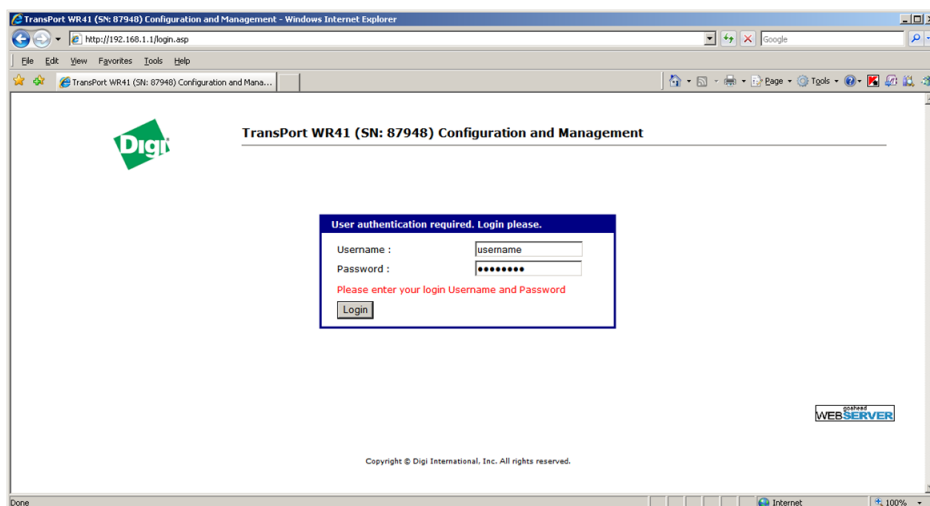 TransPort WR41 (SN: 87948) Configuration and Management - Windows Internet Explorer
http://192.168.1.1/login.asp
Google
File Edit View Favorites Tools Help
TransPort WR41 (SN: 87948) Configuration and Mana...
Page Tools
Digi
TransPort WR41 (SN: 87948) Configuration and Management
User authentication required. Login please.
Username : username
Password : ••••••••
Please enter your login Username and Password
Login
goahead
WEBSERVER
Copyright © Digi International, Inc. All rights reserved.
Done Internet 100%